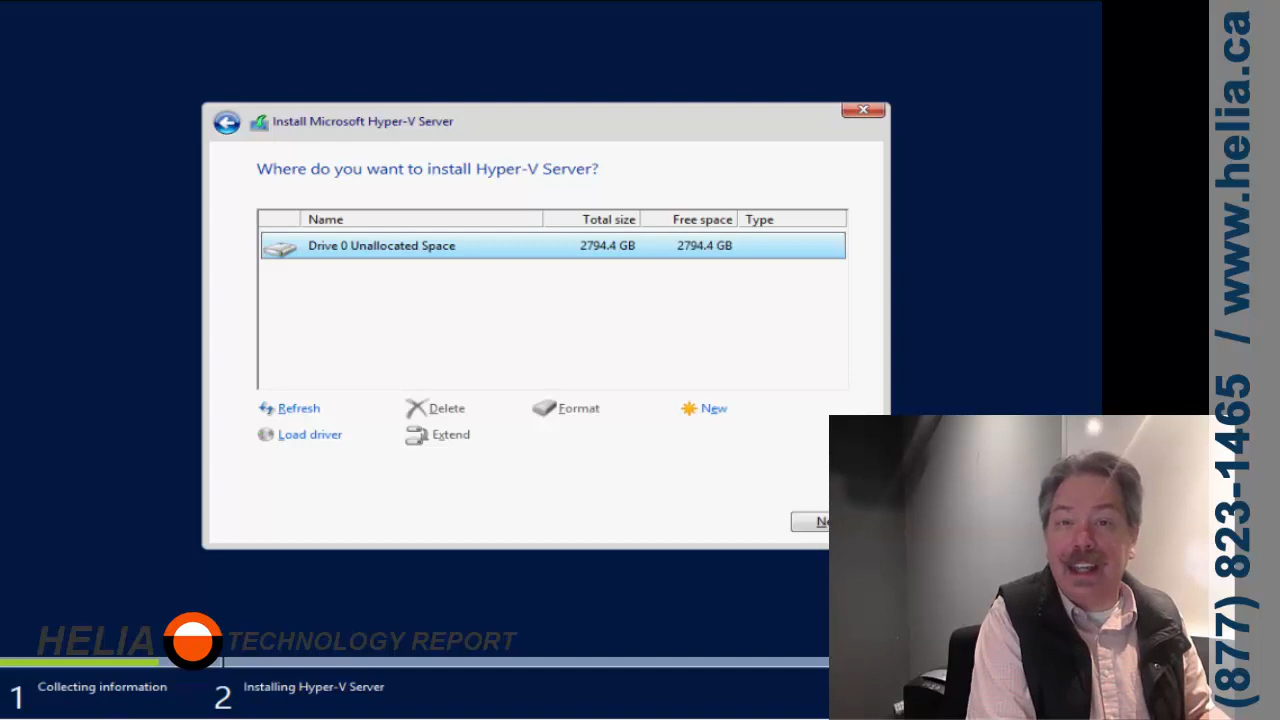 Install Microsoft Hyper-V Server
Where do you want to install Hyper-V Server?
Name Total size Free space Type
Drive 0 Unallocated Space 2794.4 GB 2794.4 GB
Refresh Delete Format New
Load driver Extend
HELIA TECHNOLOGY REPORT
1 Collecting information 2 Installing Hyper-V Server
(877) 823-1465 / www.helia.ca